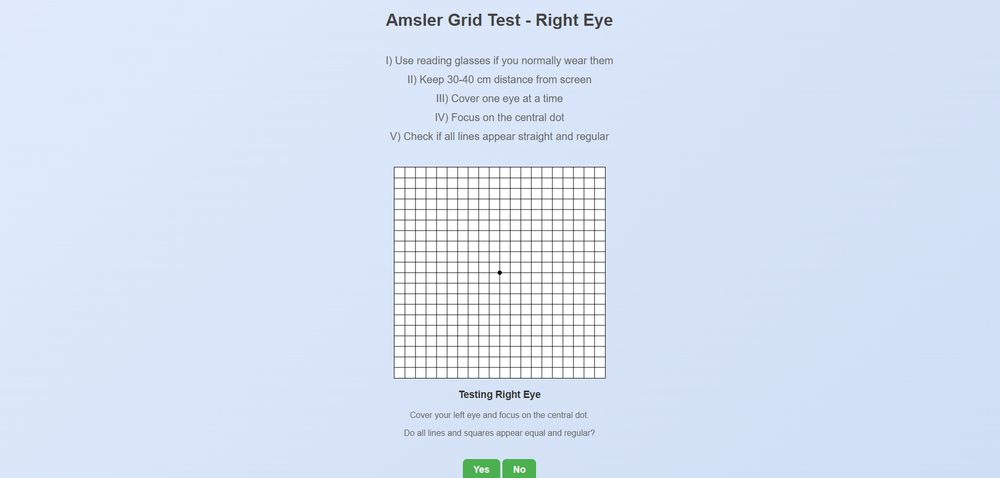 Amsler Grid Test - Right Eye
I) Use reading glasses if you normally wear them
II) Keep 30-40 cm distance from screen
III) Cover one eye at a time
IV) Focus on the central dot
V) Check if all lines appear straight and regular
Testing Right Eye
Cover your left eye and focus on the central dot.
Do all lines and squares appear equal and regular?
Yes No